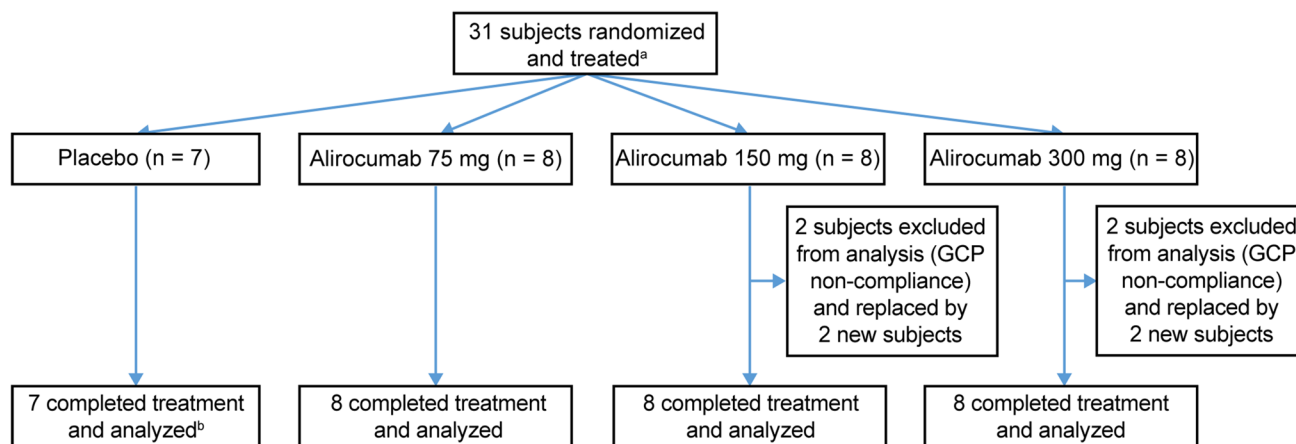 31 subjects randomized
and treatedᵃ
Placebo (n = 7)
Alirocumab 75 mg (n = 8)
Alirocumab 150 mg (n = 8)
Alirocumab 300 mg (n = 8)
2 subjects excluded
from analysis (GCP
non-compliance)
and replaced by
2 new subjects
2 subjects excluded
from analysis (GCP
non-compliance)
and replaced by
2 new subjects
7 completed treatment
and analyzedᵇ
8 completed treatment
and analyzed
8 completed treatment
and analyzed
8 completed treatment
and analyzed